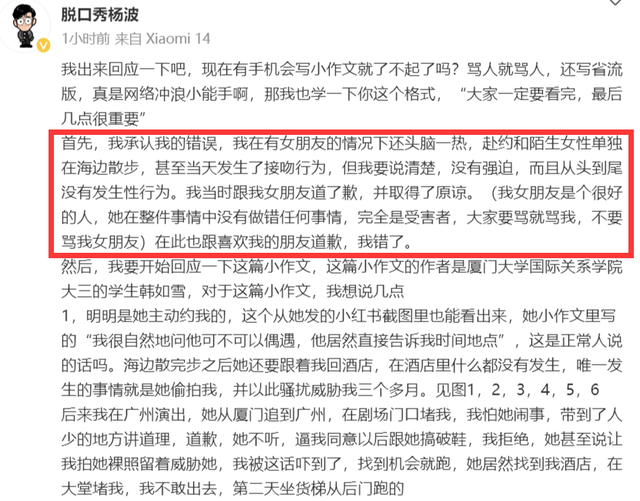 脱口秀杨波
1小时前 来自 Xiaomi 14
我出来回应一下吧，现在有手机会写小作文就了不起了吗？骂人就骂人，还写省流
版，真是网络冲浪小能手啊，那我也学一下你这个格式，“大家一定要看完，最后
几点很重要”
首先，我承认我的错误，我在有女朋友的情况下还头脑一热，赴约和陌生女性单独
在海边散步，甚至当天发生了接吻行为，但我要说清楚，没有强迫，而且从头到尾
没有发生性行为。我当时跟我女朋友道了歉，并取得了原谅。（我女朋友是个很好
的人，她在整件事情中没有做错任何事情，完全是受害者，大家要骂就骂我，不要
骂我女朋友）在此也跟喜欢我的朋友道歉，我错了。
然后，我要开始回应一下这篇小作文，这篇小作文的作者是厦门大学国际关系学院
大三的学生韩如雪，对于这篇小作文，我想说几点
1，明明是她主动约我的，这个从她发的小红书截图里也能看出来，她小作文里写
的“我很自然地问他可不可以偶遇，他居然直接告诉我时间地点”，这是正常人说
的话吗。海边散完步之后她还要跟着我回酒店，在酒店里什么都没有发生，唯一发
生的事情就是她偷拍我，并以此骚扰威胁我三个多月。见图1，2，3，4，5，6
后来我在广州演出，她从厦门追到广州，在剧场门口堵我，我怕她闹事，带到了人
少的地方讲道理，道歉，她不听，逼我同意以后跟她搞破鞋，我拒绝，她甚至说让
我拍她裸照留着威胁她，我被这话吓到了，找到机会就跑，她居然找到我酒店，在
大堂堵我，我不敢出去，第二天坐货梯从后门跑的